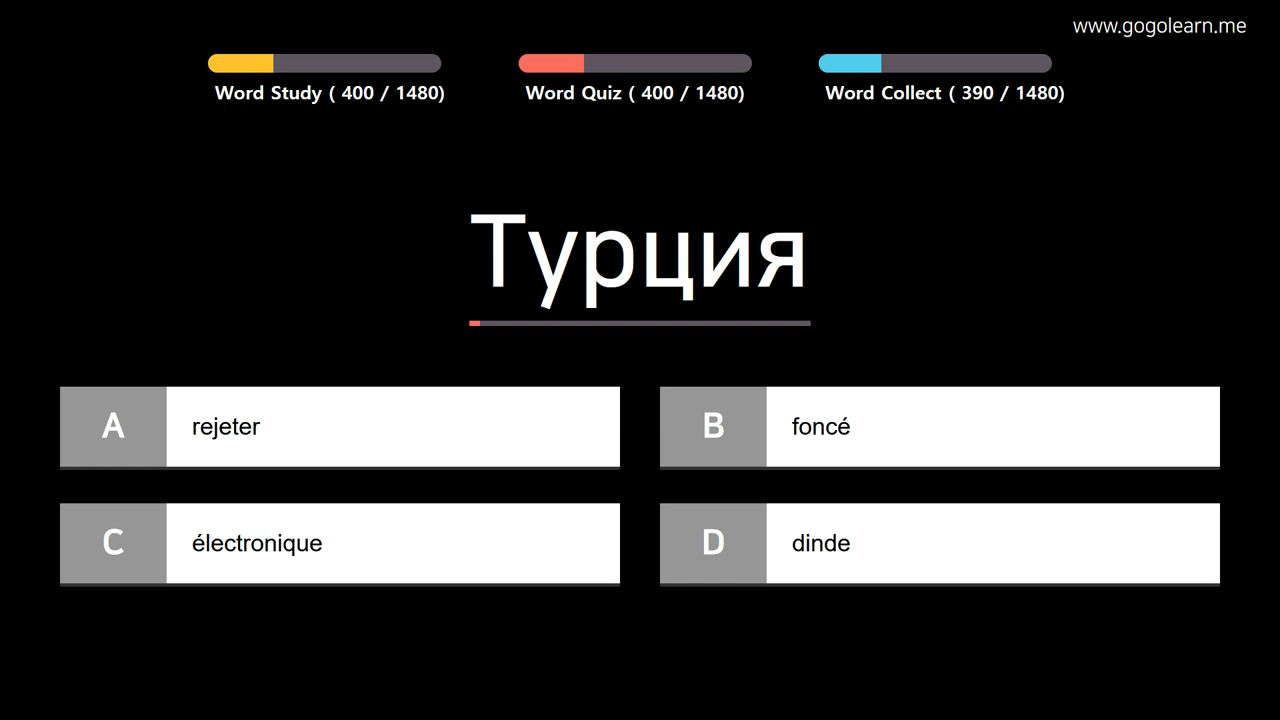 www.gogolearn.me
Word Study ( 400 / 1480)
Word Quiz ( 400 / 1480)
Word Collect ( 390 / 1480)
Турция
A rejeter
B foncé
C électronique
D dinde